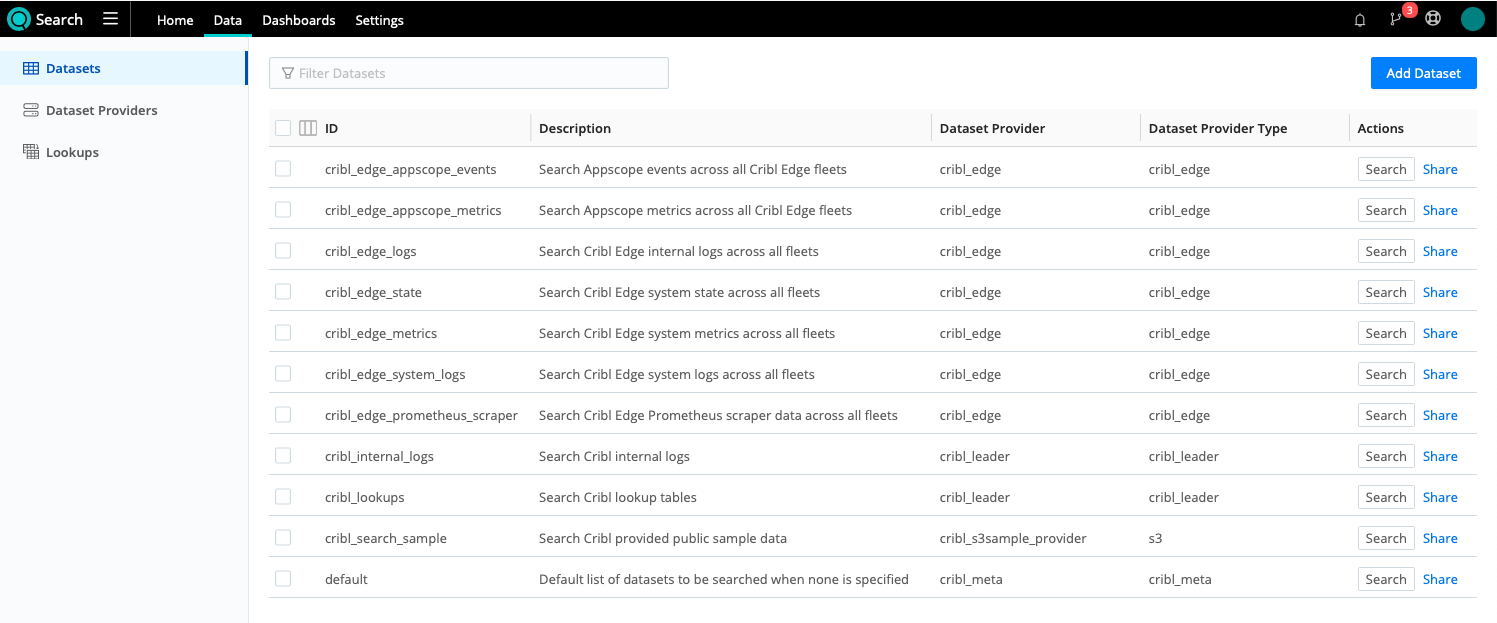 Search Home Data Dashboards Settings 3
Datasets
Dataset Providers
Lookups
Filter Datasets Add Dataset
ID Description Dataset Provider Dataset Provider Type Actions
cribl_edge_appscope_events Search Appscope events across all Cribl Edge fleets cribl_edge cribl_edge Search Share
cribl_edge_appscope_metrics Search Appscope metrics across all Cribl Edge fleets cribl_edge cribl_edge Search Share
cribl_edge_logs Search Cribl Edge internal logs across all fleets cribl_edge cribl_edge Search Share
cribl_edge_state Search Cribl Edge system state across all fleets cribl_edge cribl_edge Search Share
cribl_edge_metrics Search Cribl Edge system metrics across all fleets cribl_edge cribl_edge Search Share
cribl_edge_system_logs Search Cribl Edge system logs across all fleets cribl_edge cribl_edge Search Share
cribl_edge_prometheus_scraper Search Cribl Edge Prometheus scraper data across all fleets cribl_edge cribl_edge Search Share
cribl_internal_logs Search Cribl internal logs cribl_leader cribl_leader Search Share
cribl_lookups Search Cribl lookup tables cribl_leader cribl_leader Search Share
cribl_search_sample Search Cribl provided public sample data cribl_s3sample_provider s3 Search Share
default Default list of datasets to be searched when none is specified cribl_meta cribl_meta Search Share